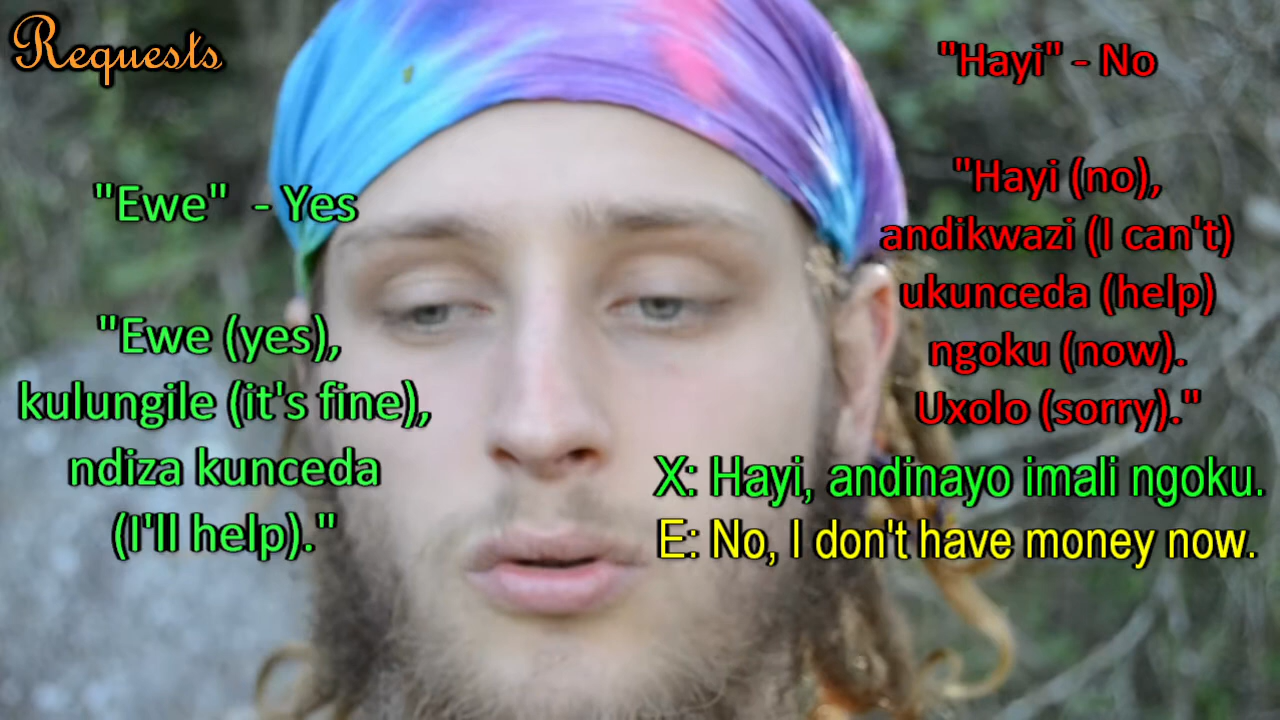 Requests
"Ewe" - Yes
"Ewe (yes),
kulungile (it's fine),
ndiza kunceda
(I'll help)."
"Hayi" - No
"Hayi (no),
andikwazi (I can't)
ukunceda (help)
ngoku (now).
Uxolo (sorry)."
X: Hayi, andinayo imali ngoku.
E: No, I don't have money now.